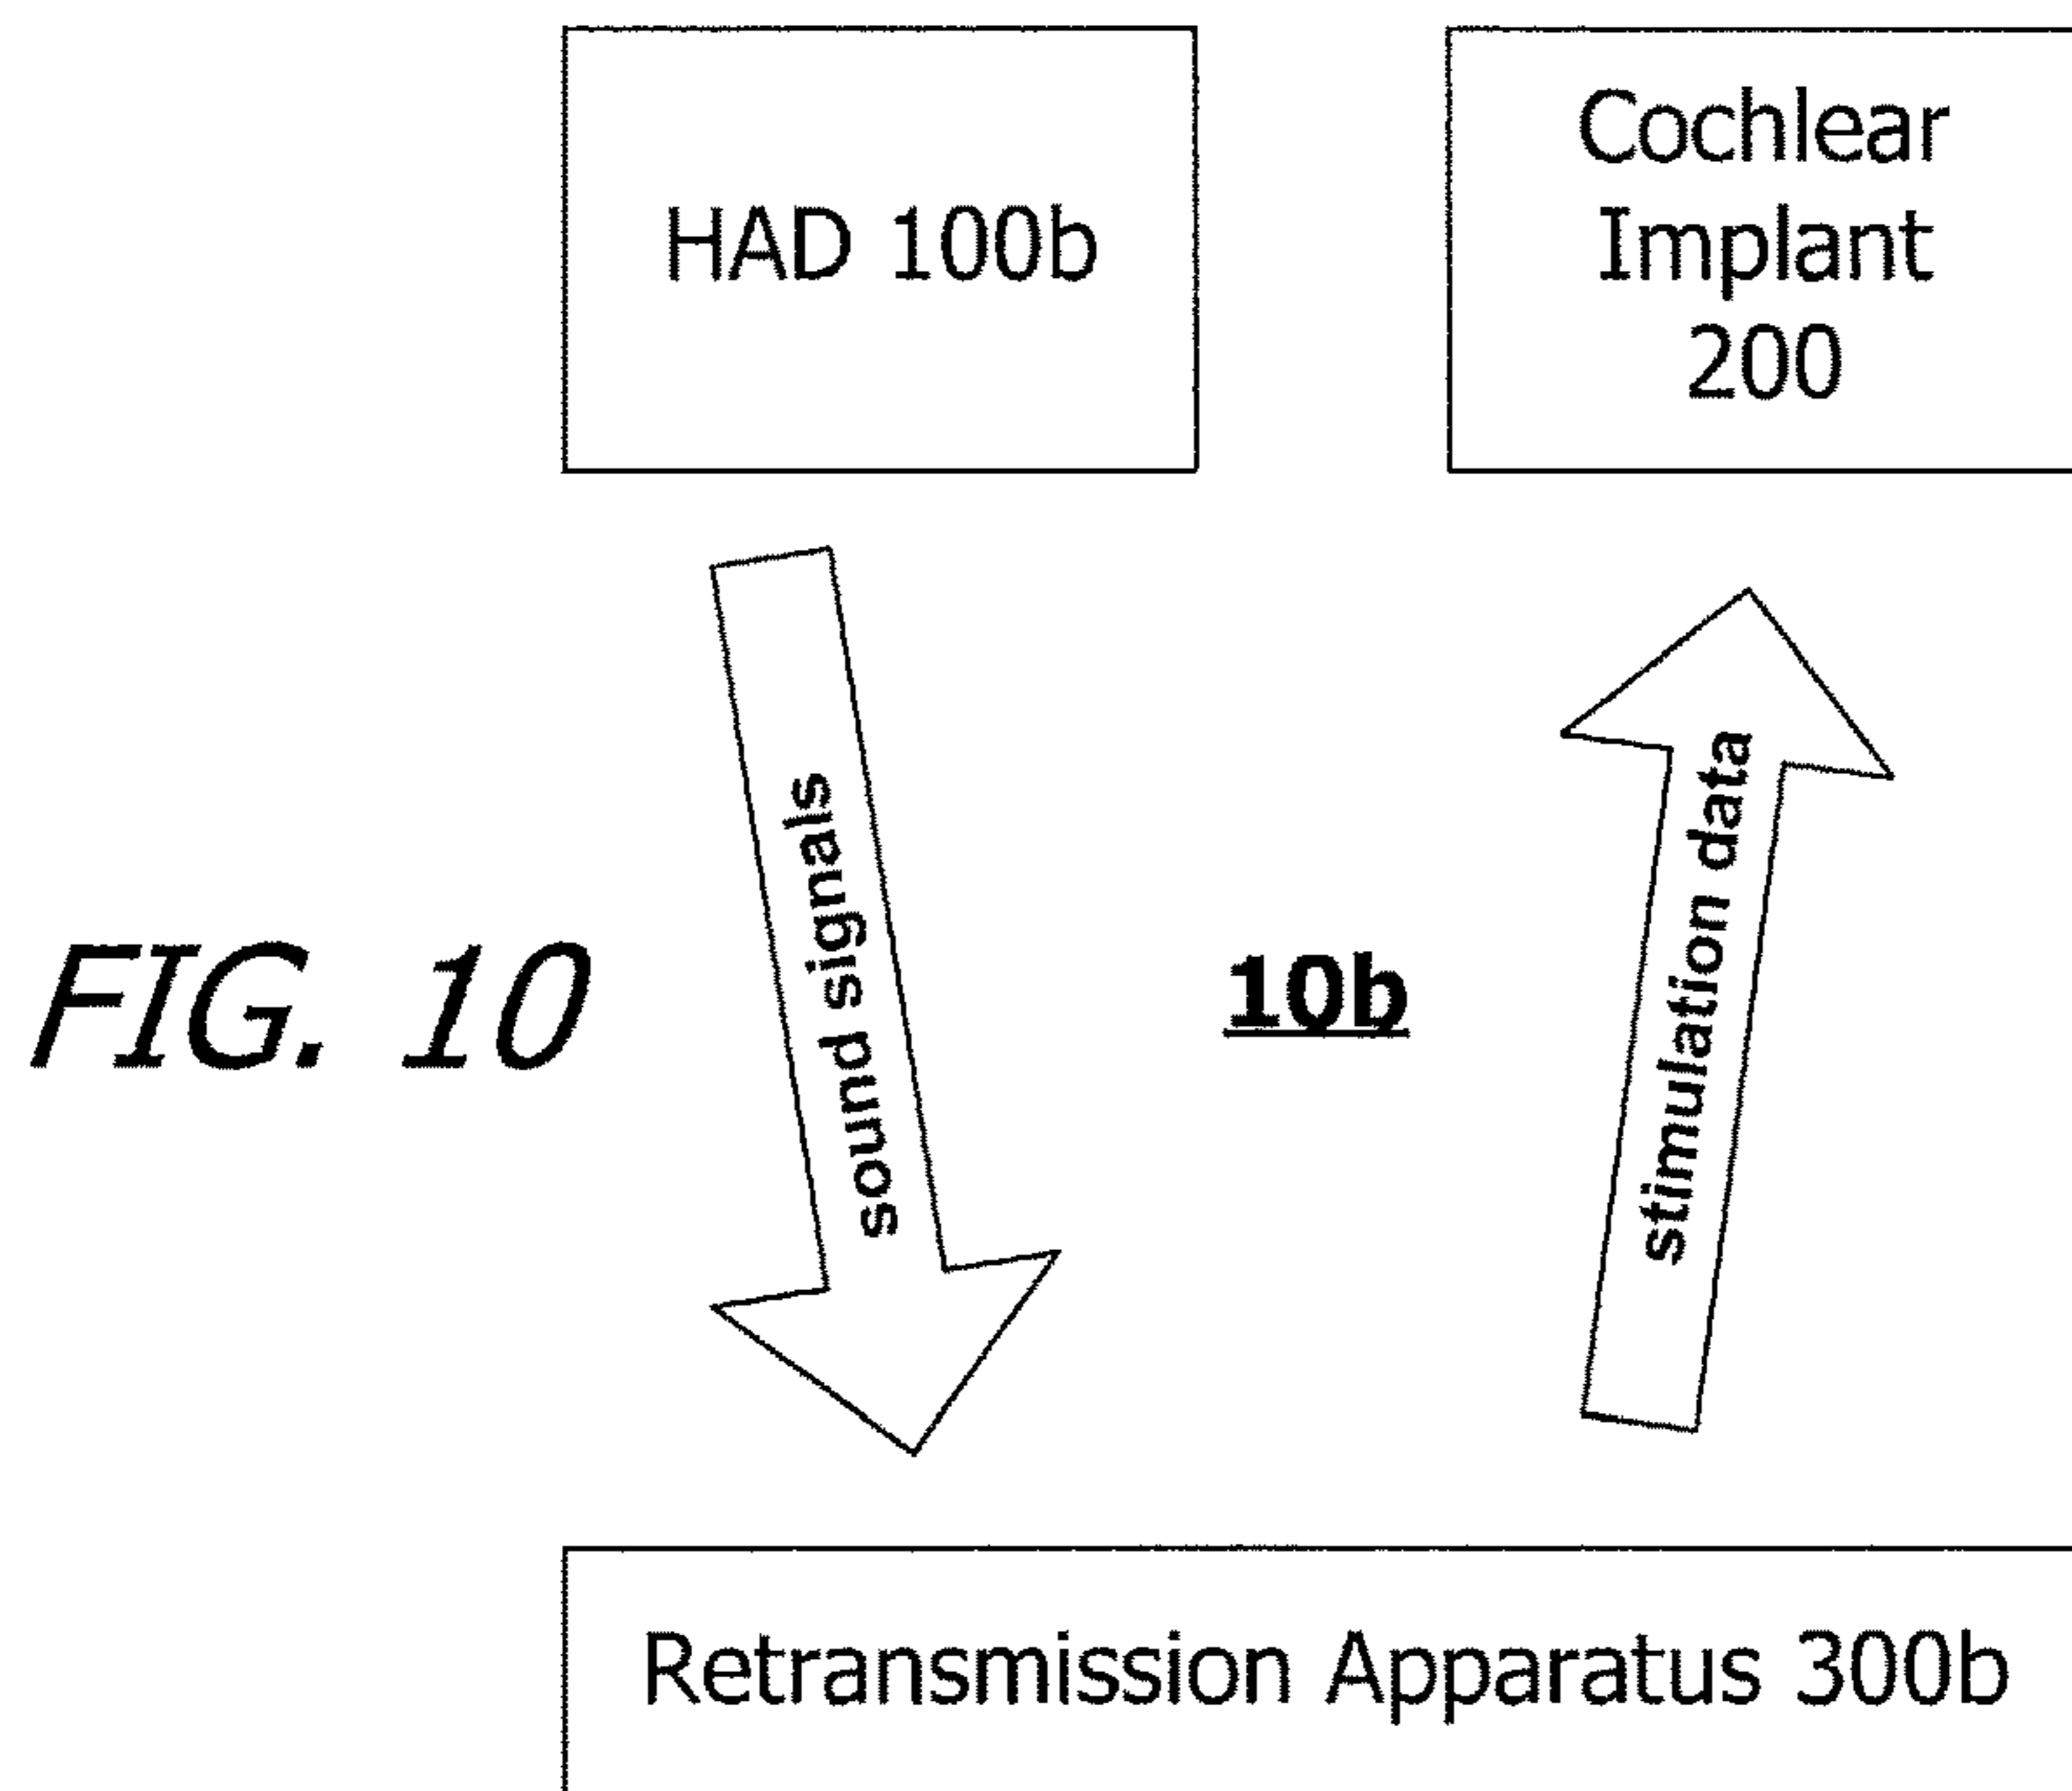 HAD 100b
Cochlear
Implant
200
sound signals
stimulation data
FIG. 10
10b
Retransmission Apparatus 300b